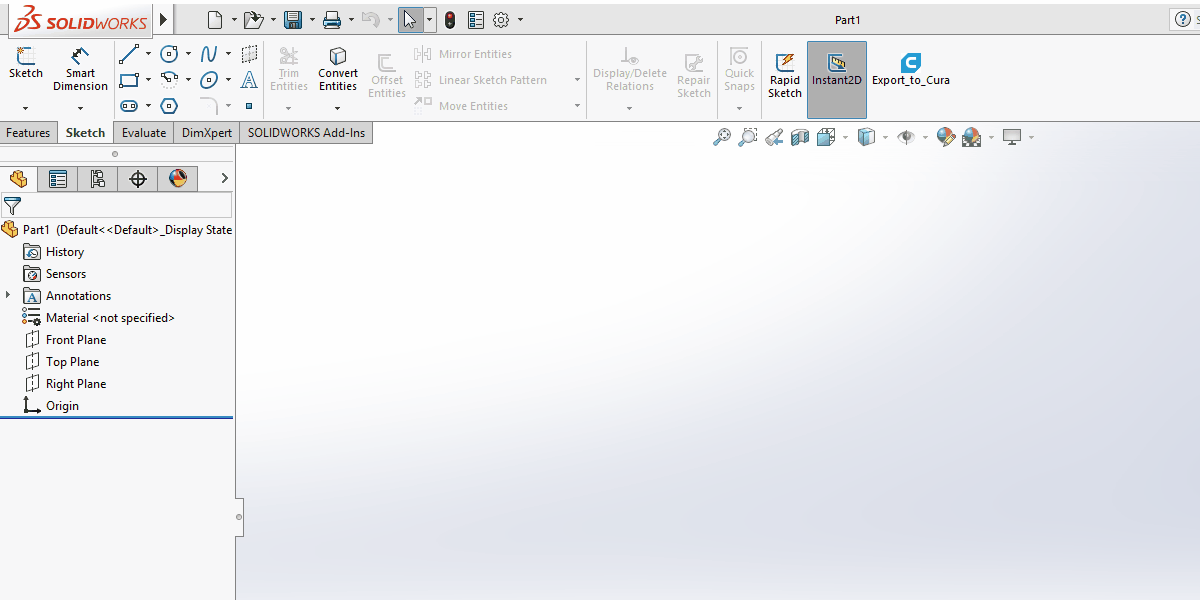 SOLIDWORKS
Part1
Sketch
Smart
Dimension
Trim
Entities
Convert
Entities
Offset
Entities
Mirror Entities
Linear Sketch Pattern
Move Entities
Display/Delete
Relations
Repair
Sketch
Quick
Snaps
Rapid
Sketch
Instant2D
Export_to_Cura
Features
Sketch
Evaluate
DimXpert
SOLIDWORKS Add-Ins
Part1 (Default<<Default>_Display State
History
Sensors
Annotations
Material <not specified>
Front Plane
Top Plane
Right Plane
Origin